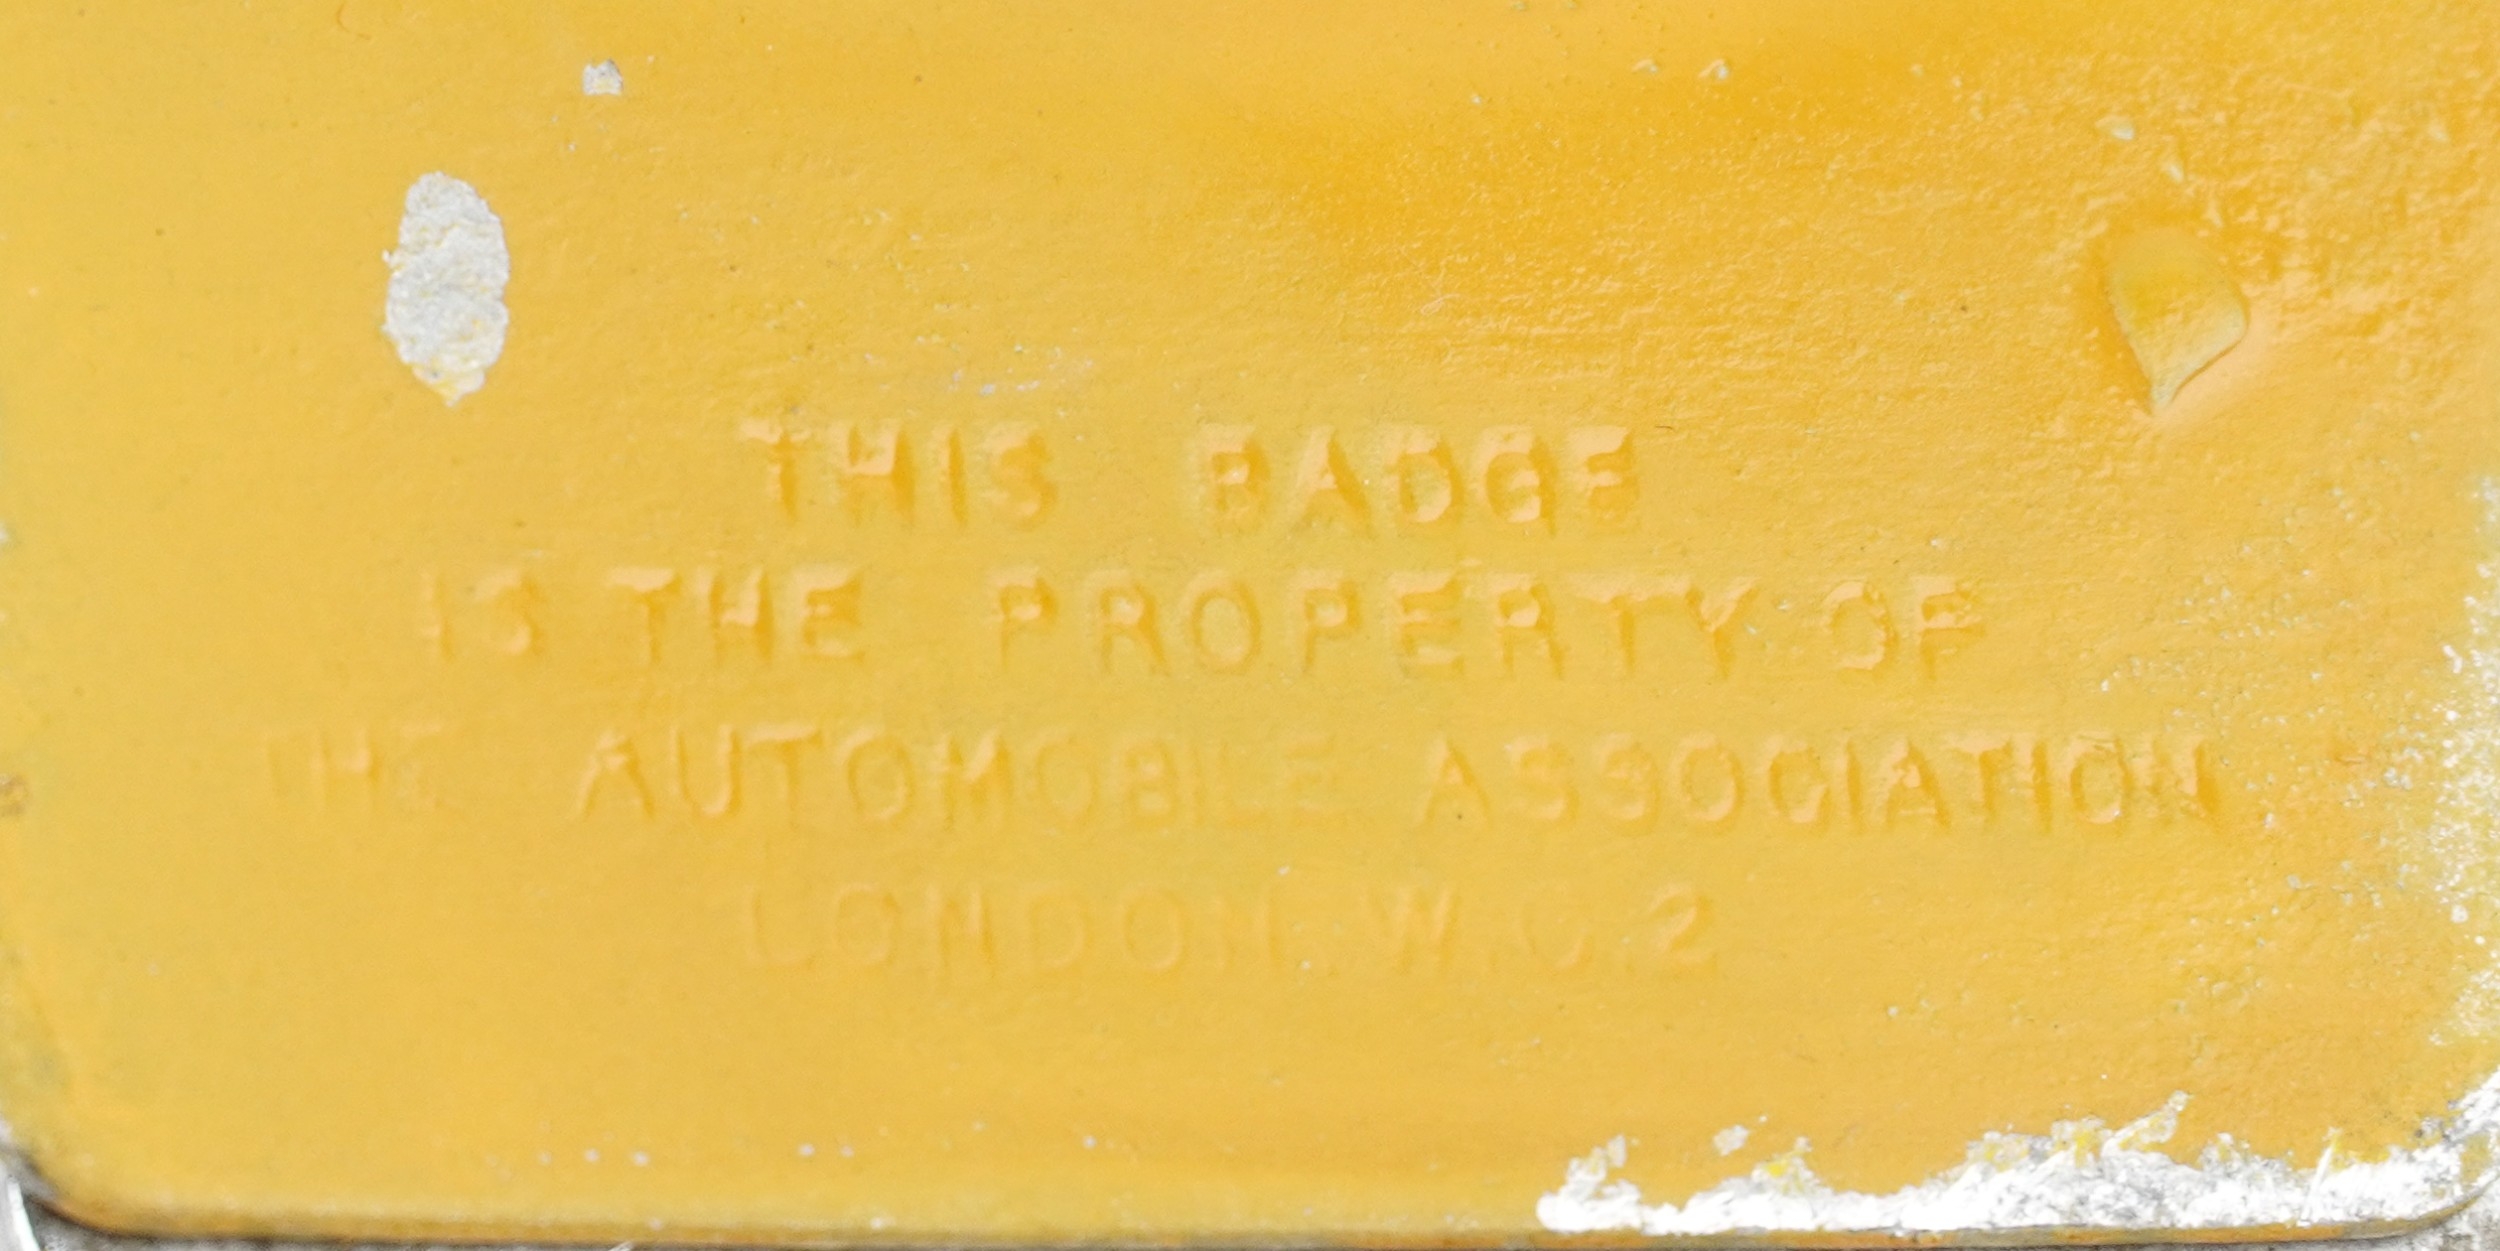 THIS BADGE
IS THE PROPERTY OF
THE AUTOMOBILE ASSOCIATION
LONDON. W.C.2